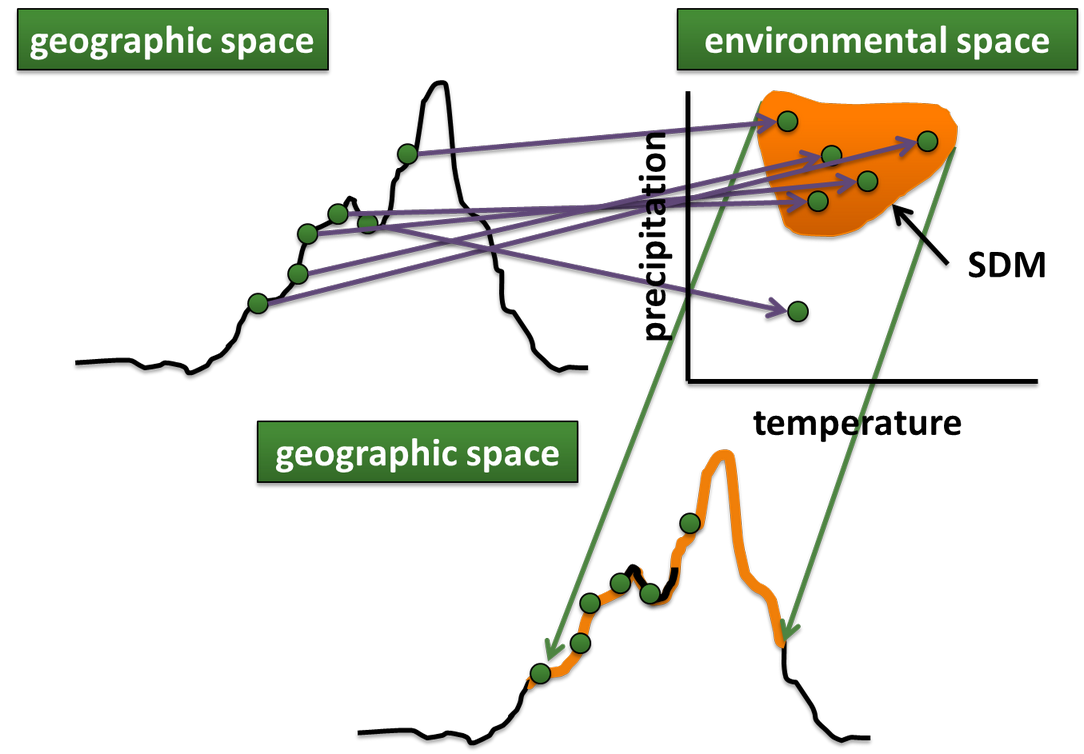 geographic space
environmental space
precipitation
SDM
temperature
geographic space